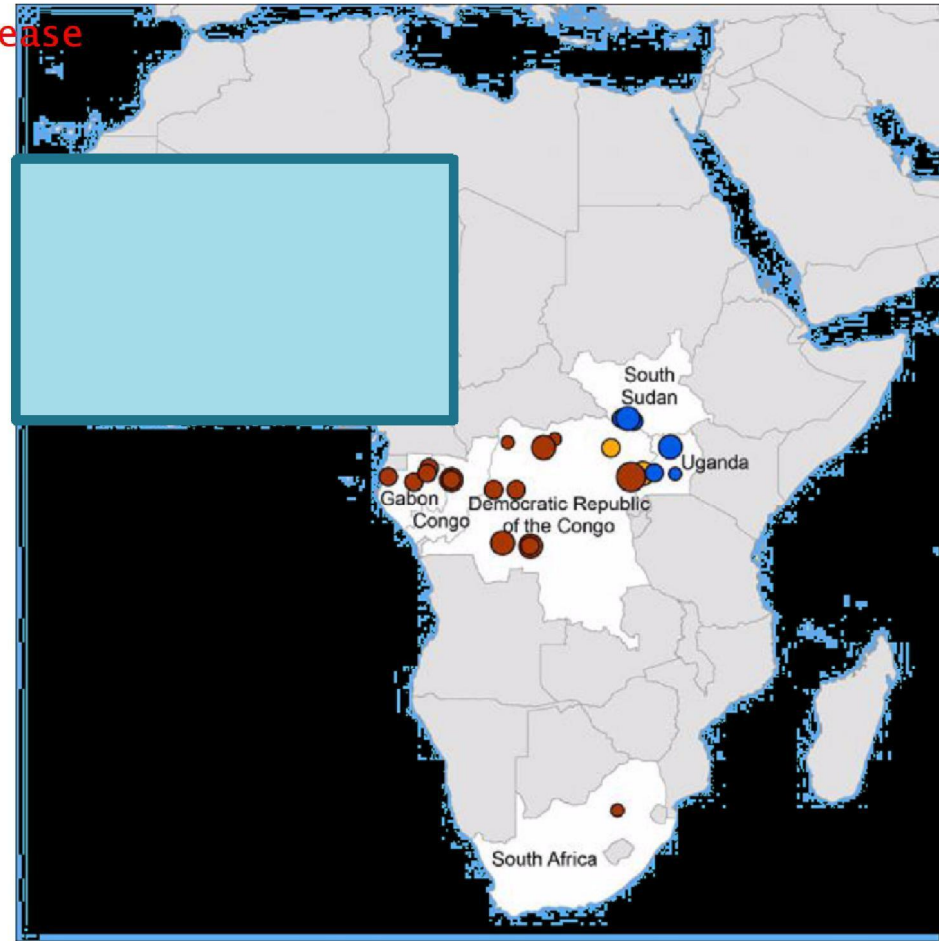 ease
South
Sudan
Uganda
Gabon
Congo
Democratic Republic
of the Congo
South Africa